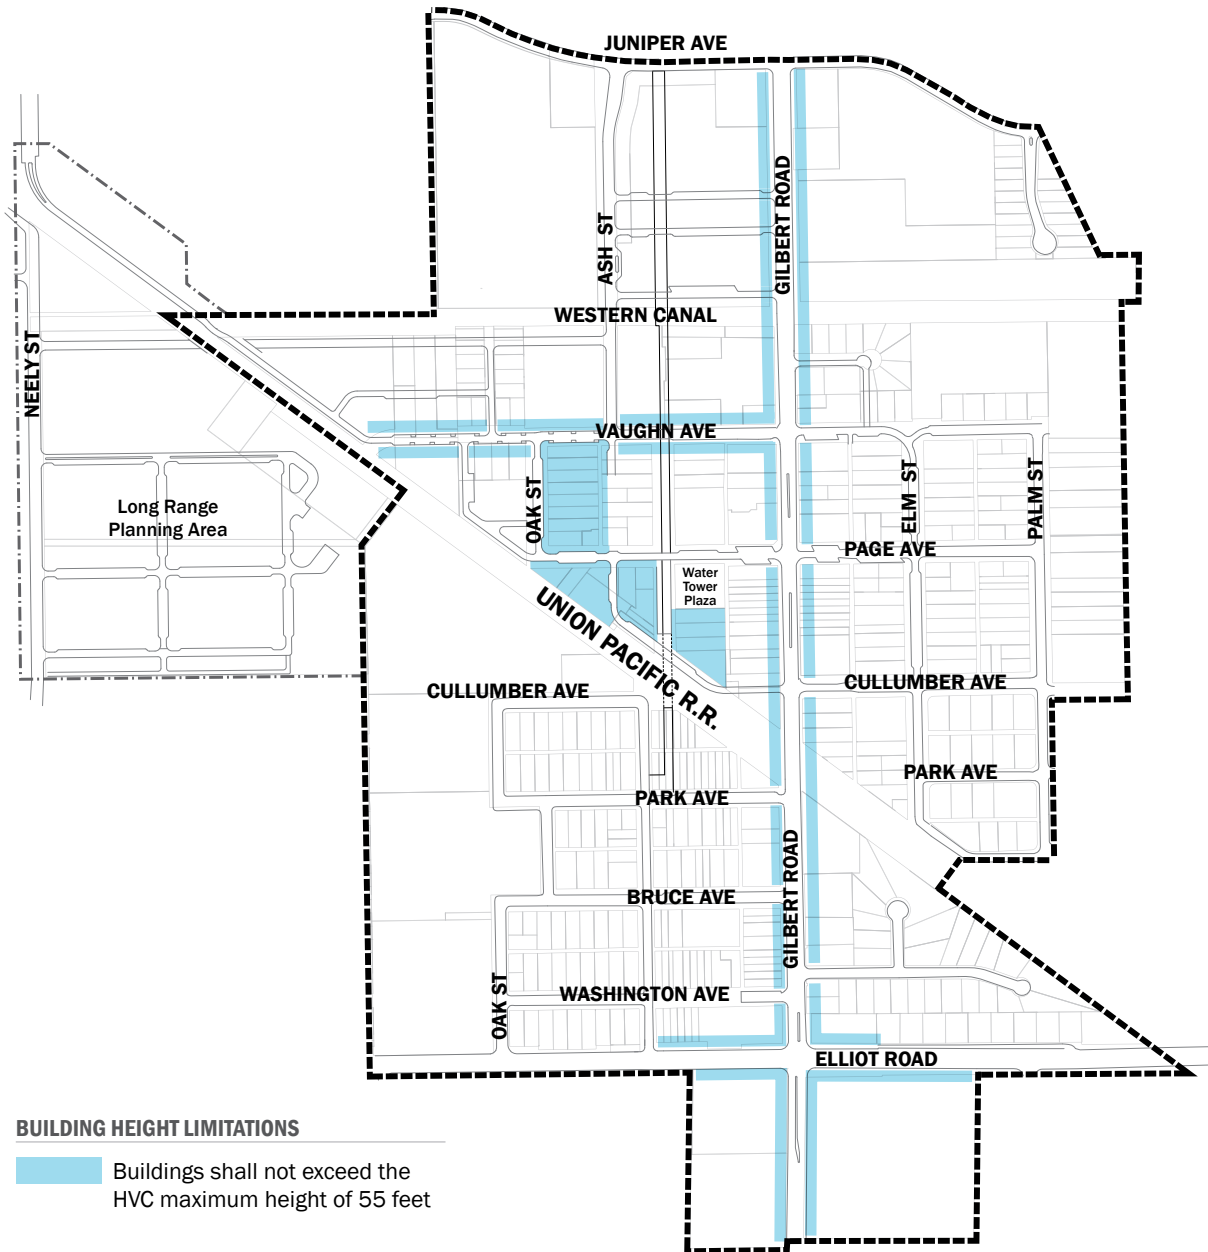 JUNIPER AVE
GILBERT ROAD
ASH ST
WESTERN CANAL
NEELY ST
VAUGHN AVE
OAK ST
ELM ST
PALM ST
Long Range
Planning Area
PAGE AVE
Water
Tower
Plaza
UNION PACIFIC R.R.
CULLUMBER AVE
CULLUMBER AVE
PARK AVE
PARK AVE
GILBERT ROAD
BRUCE AVE
OAK ST
WASHINGTON AVE
ELLIOT ROAD
BUILDING HEIGHT LIMITATIONS
Buildings shall not exceed the
HVC maximum height of 55 feet